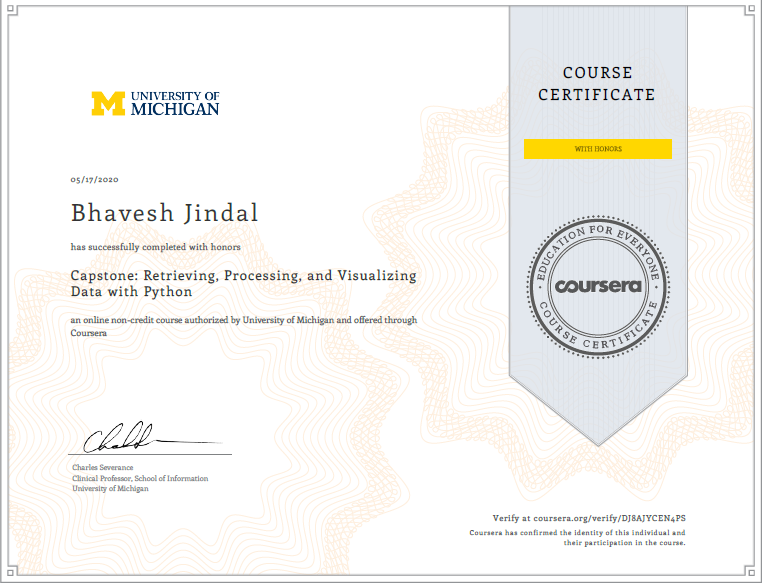 UNIVERSITY OF
MICHIGAN
05/17/2020
Bhavesh Jindal
has successfully completed with honors
Capstone: Retrieving, Processing, and Visualizing
Data with Python
an online non-credit course authorized by University of Michigan and offered through
Coursera
Charles Severance
Clinical Professor, School of Information
University of Michigan
COURSE
CERTIFICATE
WITH HONORS
EDUCATION FOR EVERYONE
coursera
COURSE CERTIFICATE
Verify at coursera.org/verify/DJ8AJYCEN4PS
Coursera has confirmed the identity of this individual and
their participation in the course.